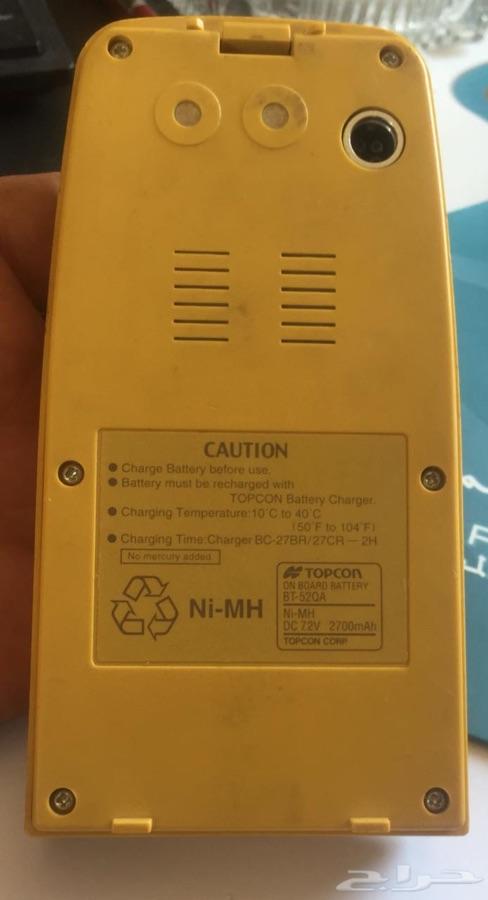 CAUTION
● Charge Battery before use.
● Battery must be recharged with
TOPCON Battery Charger.
● Charging Temperature:10°C to 40°C
(50°F to 104°F)
● Charging Time:Charger BC-27BR/27CR — 2H
No mercury added
Ni-MH
TOPCON
ON BOARD BATTERY
BT-52QA
Ni-MH
DC 7.2V 2700mAh
TOPCON CORP.
حراج